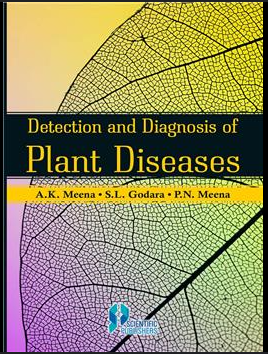 Detection and Diagnosis of
Plant Diseases
A.K. Meena • S.L. Godara • P.N. Meena
SCIENTIFIC
PUBLISHERS